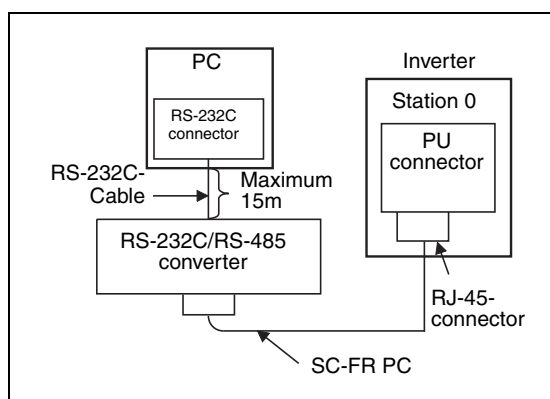 PC
RS-232C
connector
RS-232C-
Cable
Maximum
15m
RS-232C/RS-485
converter
Inverter
Station 0
PU
connector
RJ-45-
connector
SC-FR PC